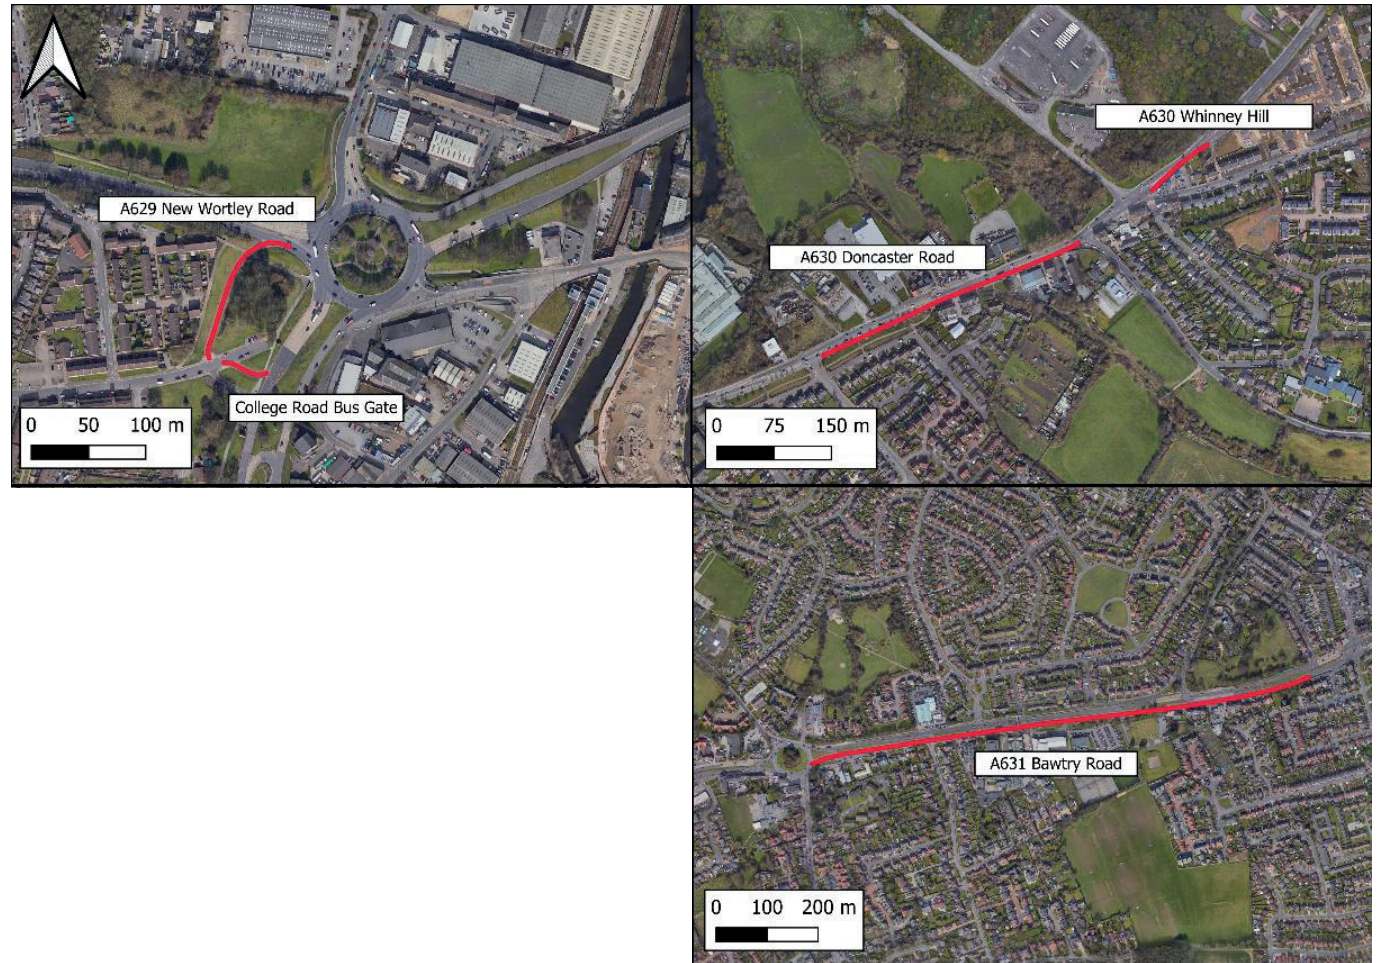 A629 New Wortley Road
College Road Bus Gate
0 50 100 m
A630 Whinney Hill
A630 Doncaster Road
0 75 150 m
A631 Bawtry Road
0 100 200 m